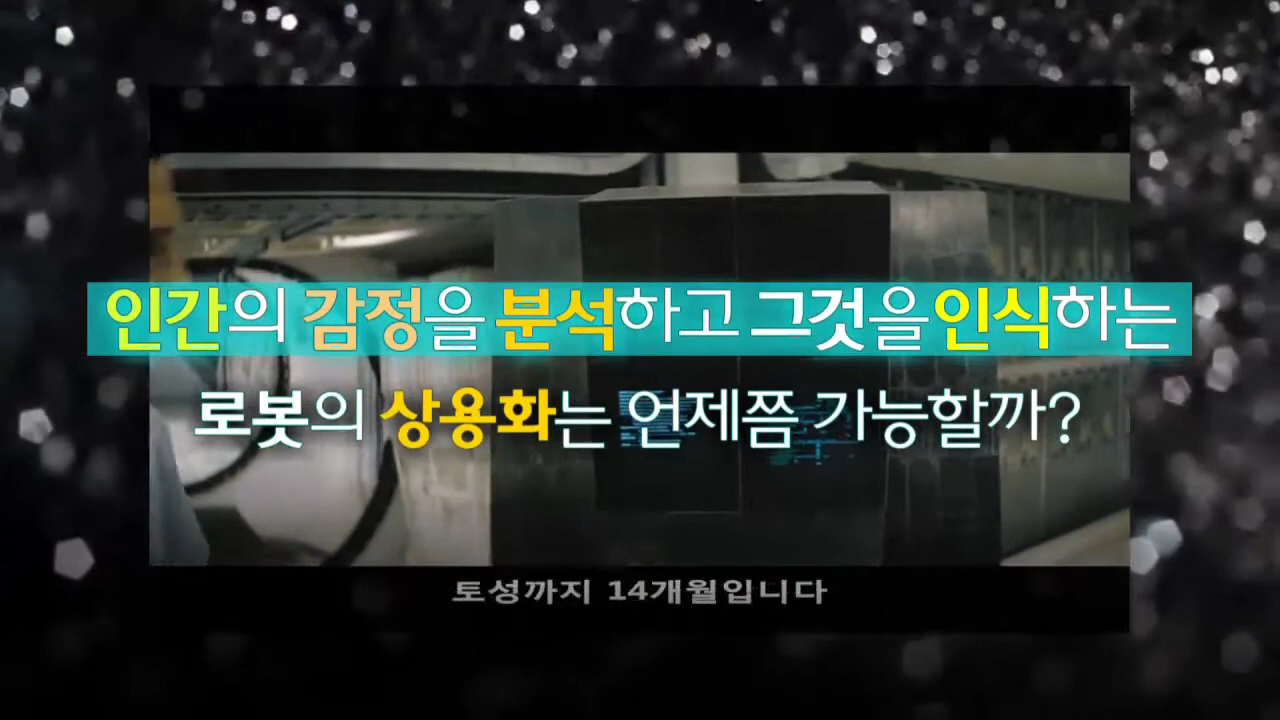 인간의 감정을 분석하고 그것을 인식하는
로봇의 상용화는 언제쯤 가능할까?
토성까지 14개월입니다